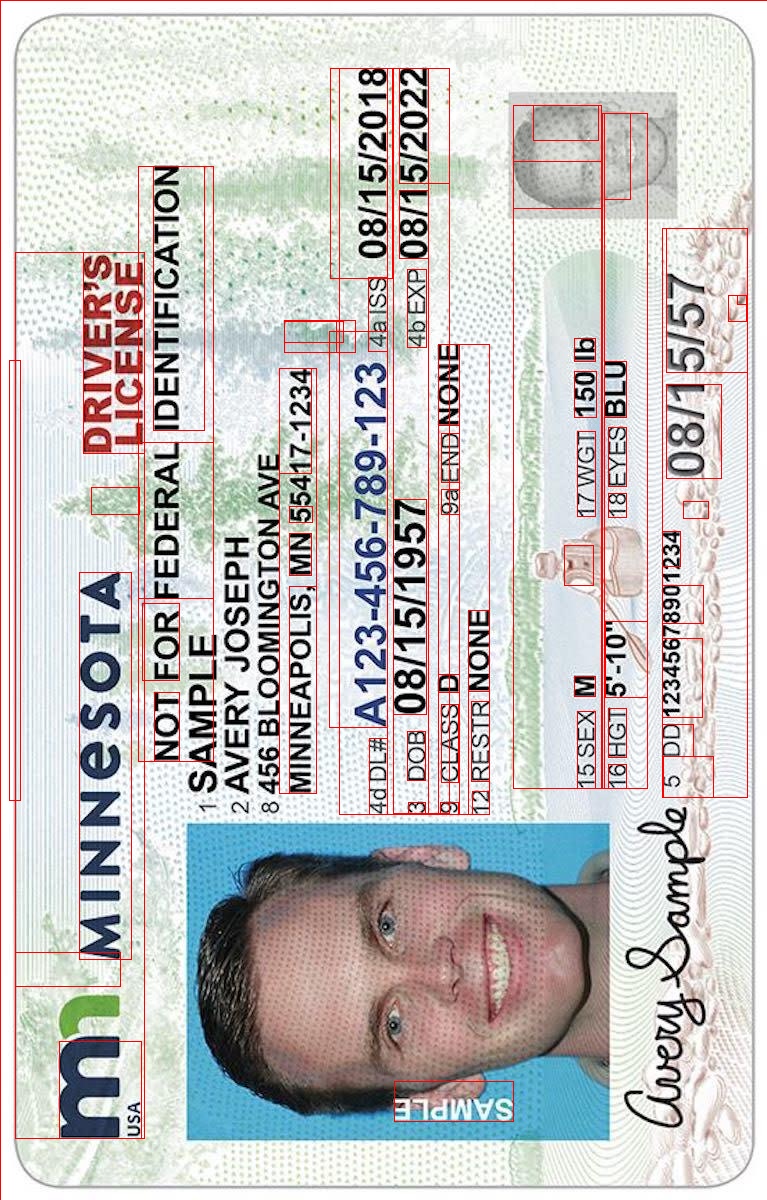 mn
USA
MINNESOTA
DRIVER'S
LICENSE
NOT FOR FEDERAL IDENTIFICATION
1 SAMPLE
2 AVERY JOSEPH
8 456 BLOOMINGTON AVE
MINNEAPOLIS, MN 55417-1234
4d DL# A123-456-789-123 4a ISS 08/15/2018
3 DOB 08/15/1957 4b EXP 08/15/2022
9 CLASS D 9a END NONE
12 RESTR NONE
15 SEX M 17 WGT 150 lb
16 HGT 5'-10" 18 EYES BLU
5 DD 12345678901234 08/15/57
SAMPLE
Avery Sample